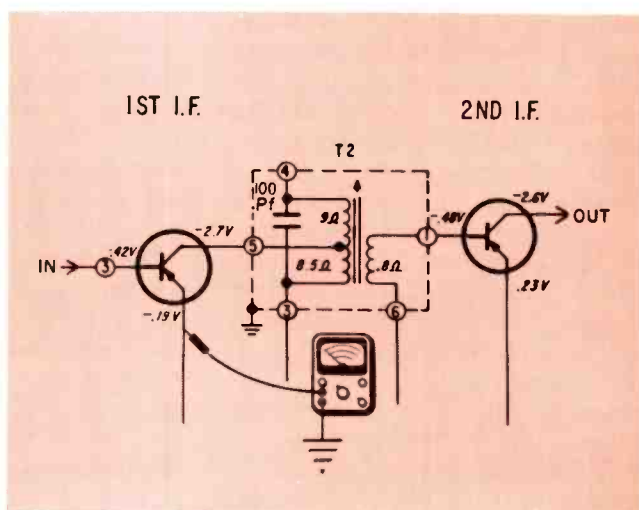 1ST I.F.
2ND I.F.
T2
4
100
Pf
9Ω
8.5Ω
.8Ω
IN
3
.42V
-2.7V
5
-.19V
3
6
1
-.48V
-2.6V
OUT
.23V